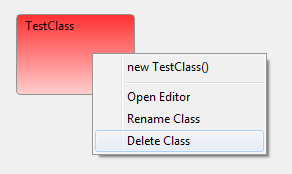 TestClass
new TestClass()
Open Editor
Rename Class
Delete Class